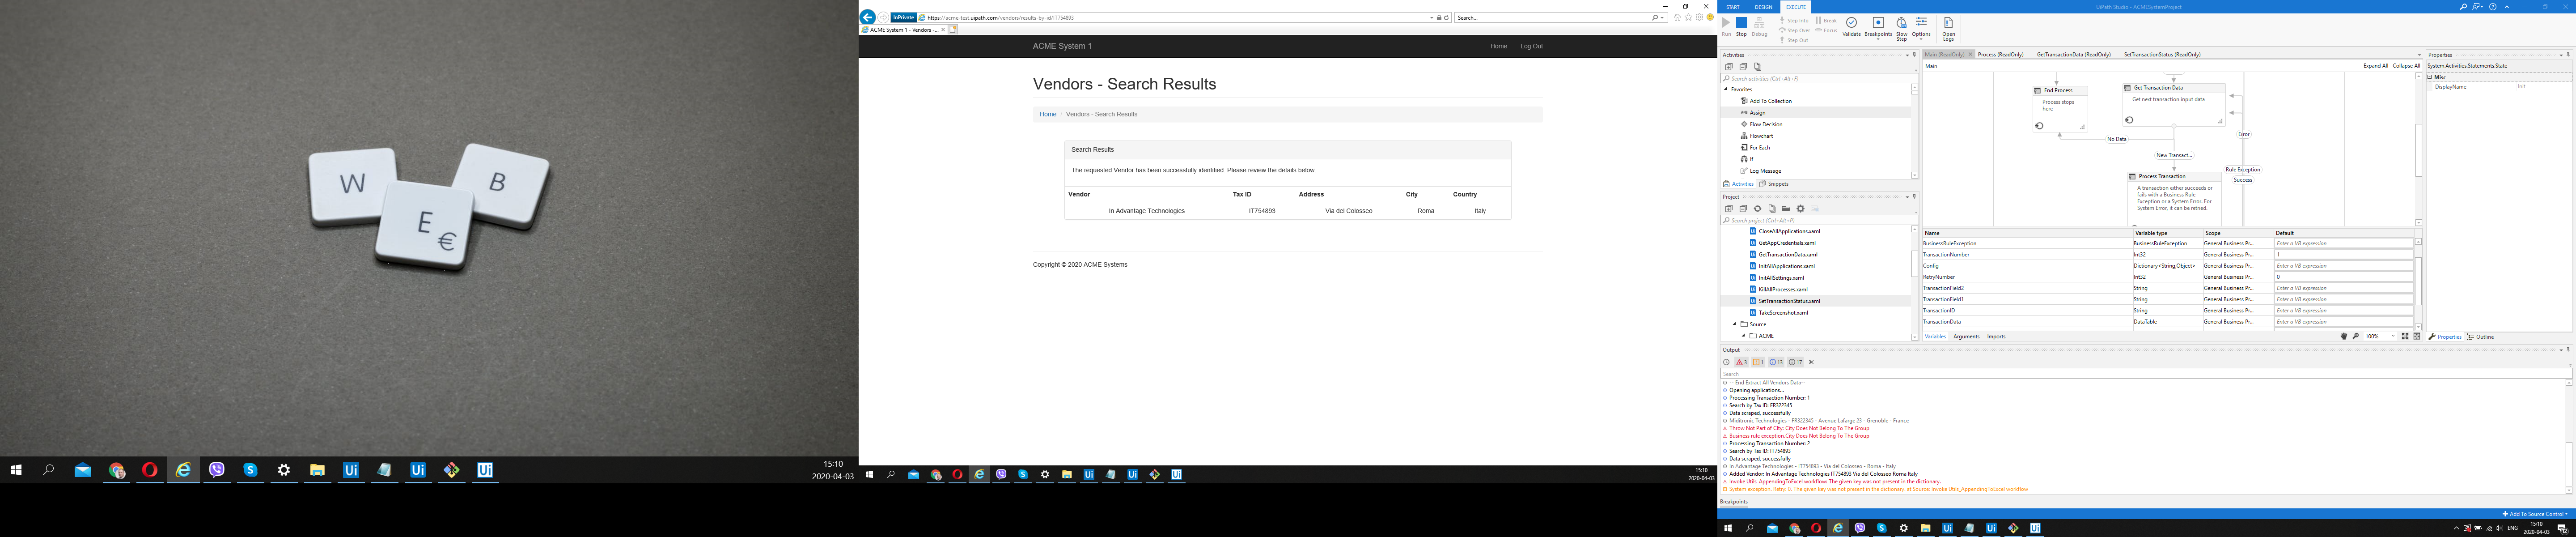 W
E
€
B
15:10
2020-04-03
InPrivate
https://acme-test.uipath.com/vendors/results-by-id/IT754893
Search...
ACME System 1 - Vendors -...
ACME System 1
Home
Log Out
Vendors - Search Results
Home / Vendors - Search Results
Search Results
The requested Vendor has been successfully identified. Please review the details below.
Vendor Tax ID Address City Country
In Advantage Technologies IT754893 Via del Colosseo Roma Italy
Copyright © 2020 ACME Systems
15:10
2020-04-03
START DESIGN EXECUTE
UiPath Studio - ACMESystemProject
Run Stop Debug
Step Into Break
Step Over Focus
Step Out
Validate Breakpoints Slow Step Options Open Logs
Activities
Search activities (Ctrl+Alt+F)
Favorites
Add To Collection
Assign
Flow Decision
Flowchart
For Each
If
Log Message
Activities Snippets
Project
Search project (Ctrl+Alt+P)
CloseAllApplications.xaml
GetAppCredentials.xaml
GetTransactionData.xaml
InitAllApplications.xaml
InitAllSettings.xaml
KillAllProcesses.xaml
SetTransactionStatus.xaml
TakeScreenshot.xaml
Source
ACME
Main (ReadOnly) Process (ReadOnly) GetTransactionData (ReadOnly) SetTransactionStatus (ReadOnly)
Main
Expand All Collapse All
End Process
Process stops here
Get Transaction Data
Get next transaction input data
No Data
Error
New Transact...
Rule Exception
Success
Process Transaction
A transaction either succeeds or
fails with a Business Rule
Exception or a System Error. For
System Error, it can be retried.
Name Variable type Scope Default
BusinessRuleException BusinessRuleException General Business Pr... Enter a VB expression
TransactionNumber Int32 General Business Pr... 1
Config Dictionary<String,Object> General Business Pr... Enter a VB expression
RetryNumber Int32 General Business Pr... 0
TransactionField2 String General Business Pr... Enter a VB expression
TransactionField1 String General Business Pr... Enter a VB expression
TransactionID String General Business Pr... Enter a VB expression
TransactionData DataTable General Business Pr... Enter a VB expression
Variables Arguments Imports
100%
Properties
System.Activities.Statements.State
Misc
DisplayName Init
Properties Outline
Output
3 1 13 17
Search
-- End Extract All Vendors Data--
Opening applications...
Processing Transaction Number: 1
Search by Tax ID: FR322345
Data scraped, successfully
Miditronic Technologies - FR322345 - Avenue Lafarge 23 - Grenoble - France
Throw Not Part of City: City Does Not Belong To The Group
Business rule exception.City Does Not Belong To The Group
Processing Transaction Number: 2
Search by Tax ID: IT754893
Data scraped, successfully
In Advantage Technologies - IT754893 - Via del Colosseo - Roma - Italy
Added Vendor: In Advantage Technologies IT754893 Via del Colosseo Roma Italy
Invoke Utils_AppendingToExcel workflow: The given key was not present in the dictionary.
System exception. Retry: 0. The given key was not present in the dictionary. at Source: Invoke Utils_AppendingToExcel workflow
Breakpoints
Add To Source Control
ENG
15:10
2020-04-03